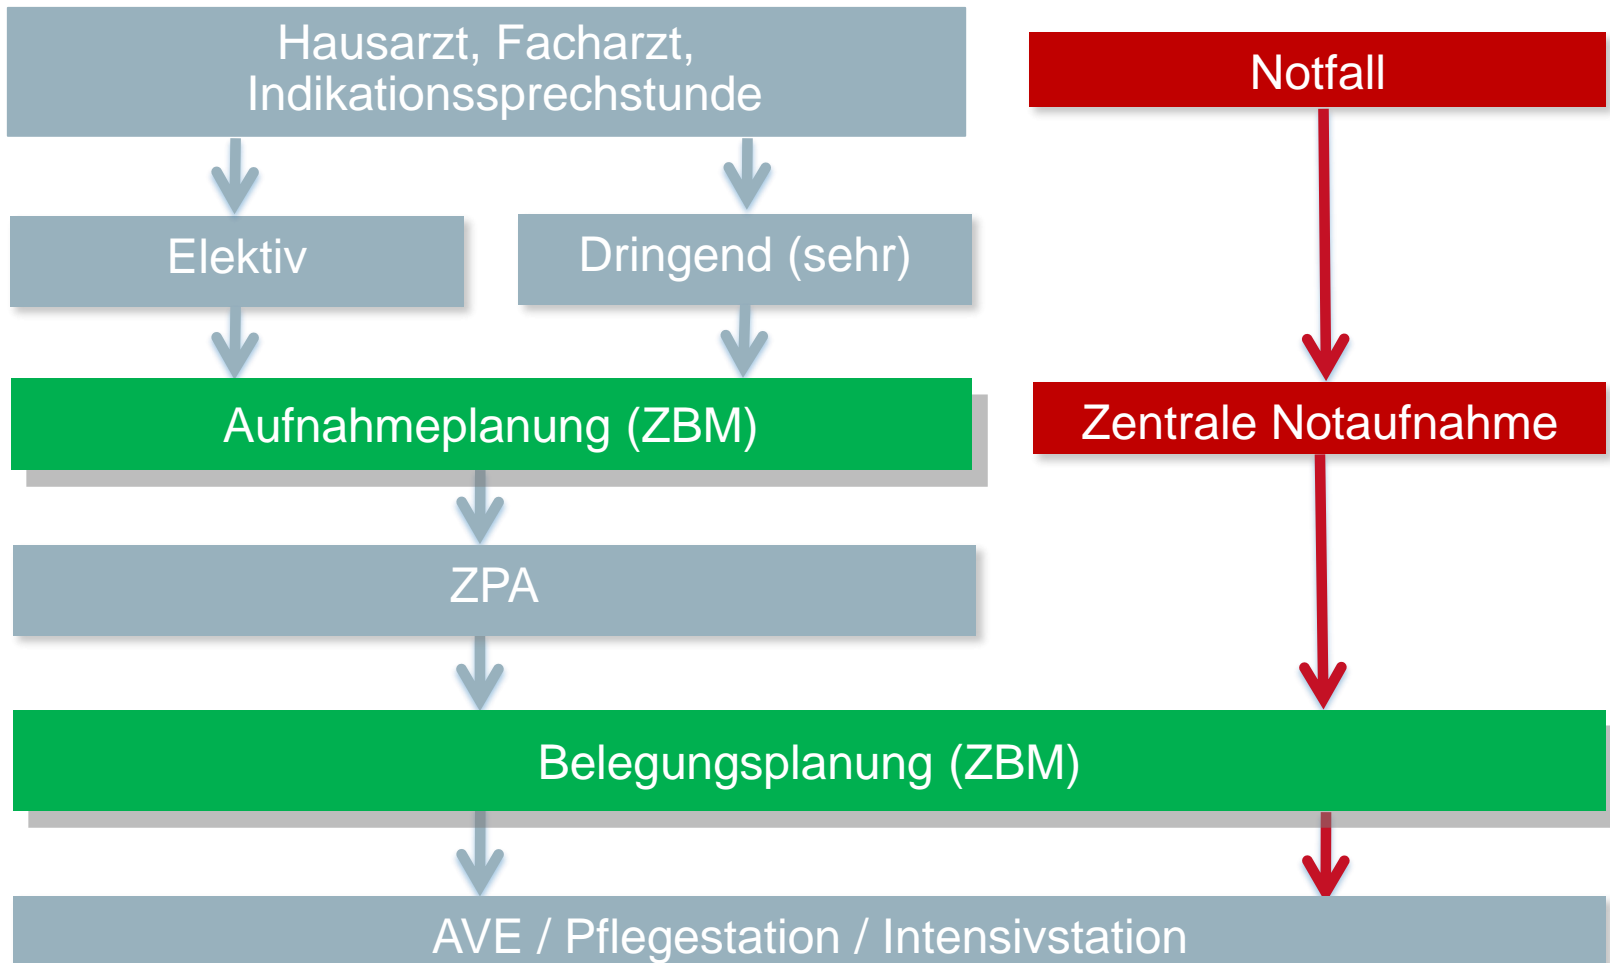 Hausarzt, Facharzt,
Indikationssprechstunde
Notfall
Elektiv
Dringend (sehr)
Aufnahmeplanung (ZBM)
Zentrale Notaufnahme
ZPA
Belegungsplanung (ZBM)
AVE / Pflegestation / Intensivstation